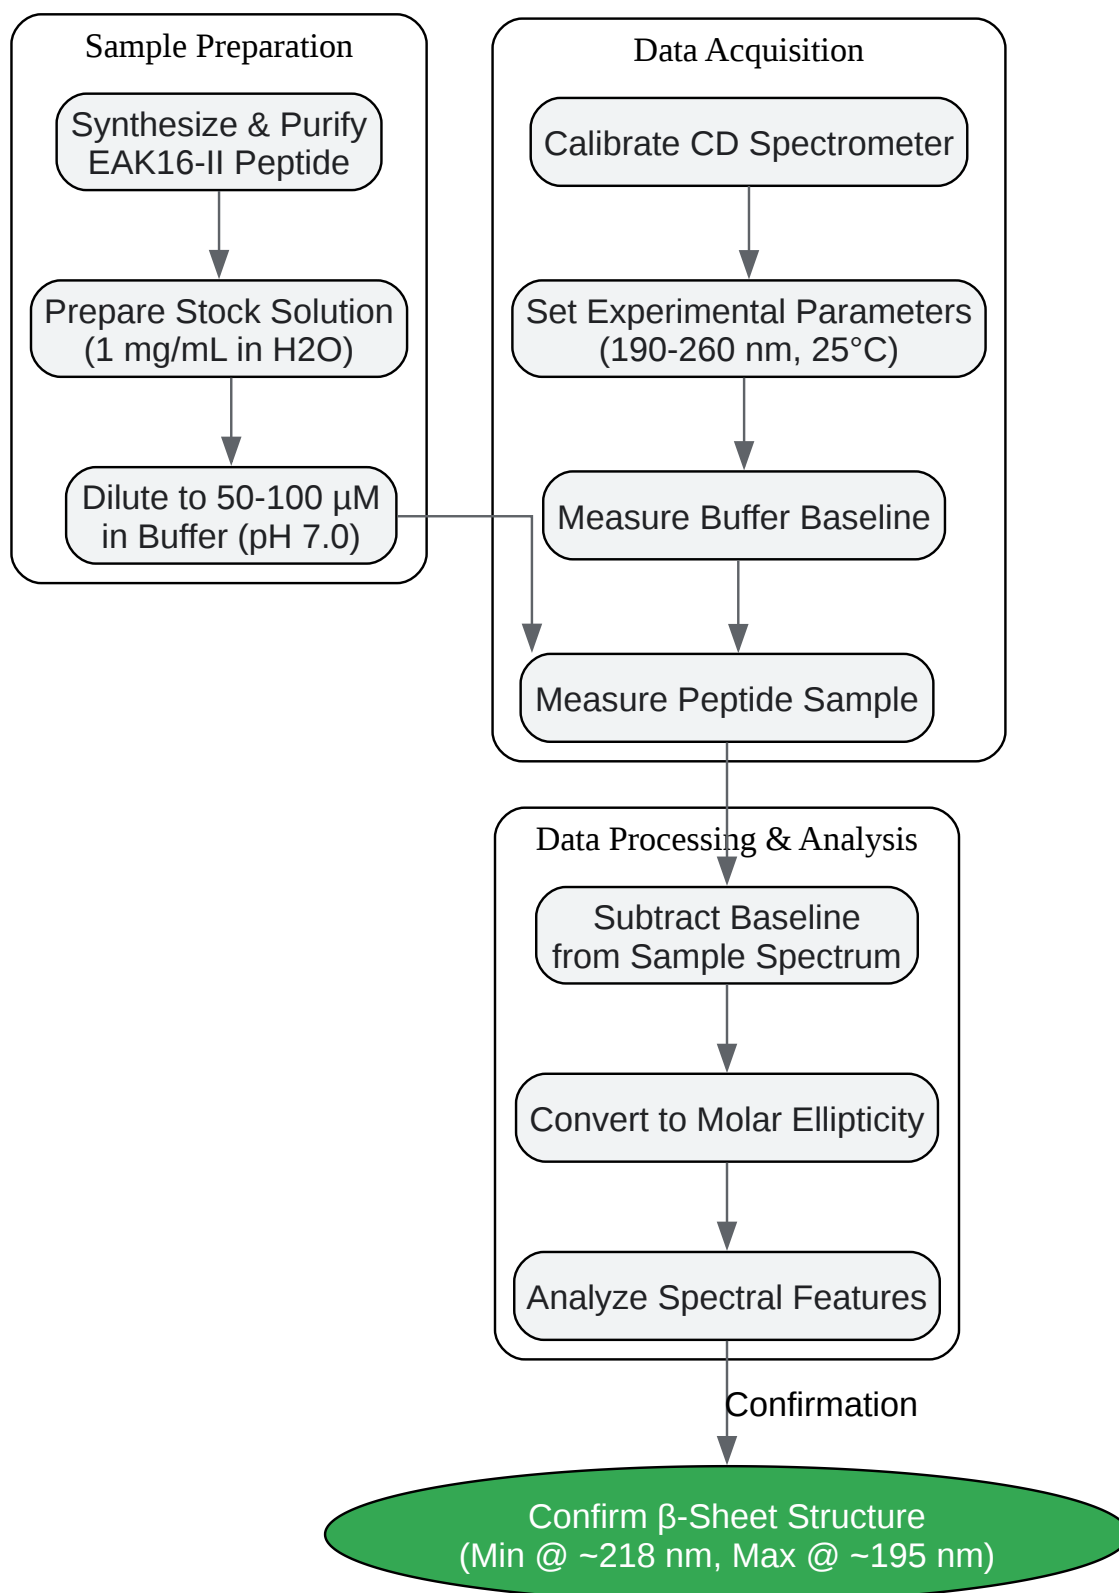 Sample Preparation
Synthesize & Purify
EAK16-II Peptide
Prepare Stock Solution
(1 mg/mL in H2O)
Dilute to 50-100 µM
in Buffer (pH 7.0)
Data Acquisition
Calibrate CD Spectrometer
Set Experimental Parameters
(190-260 nm, 25°C)
Measure Buffer Baseline
Measure Peptide Sample
Data Processing & Analysis
Subtract Baseline
from Sample Spectrum
Convert to Molar Ellipticity
Analyze Spectral Features
Confirmation
Confirm β-Sheet Structure
(Min @ ~218 nm, Max @ ~195 nm)